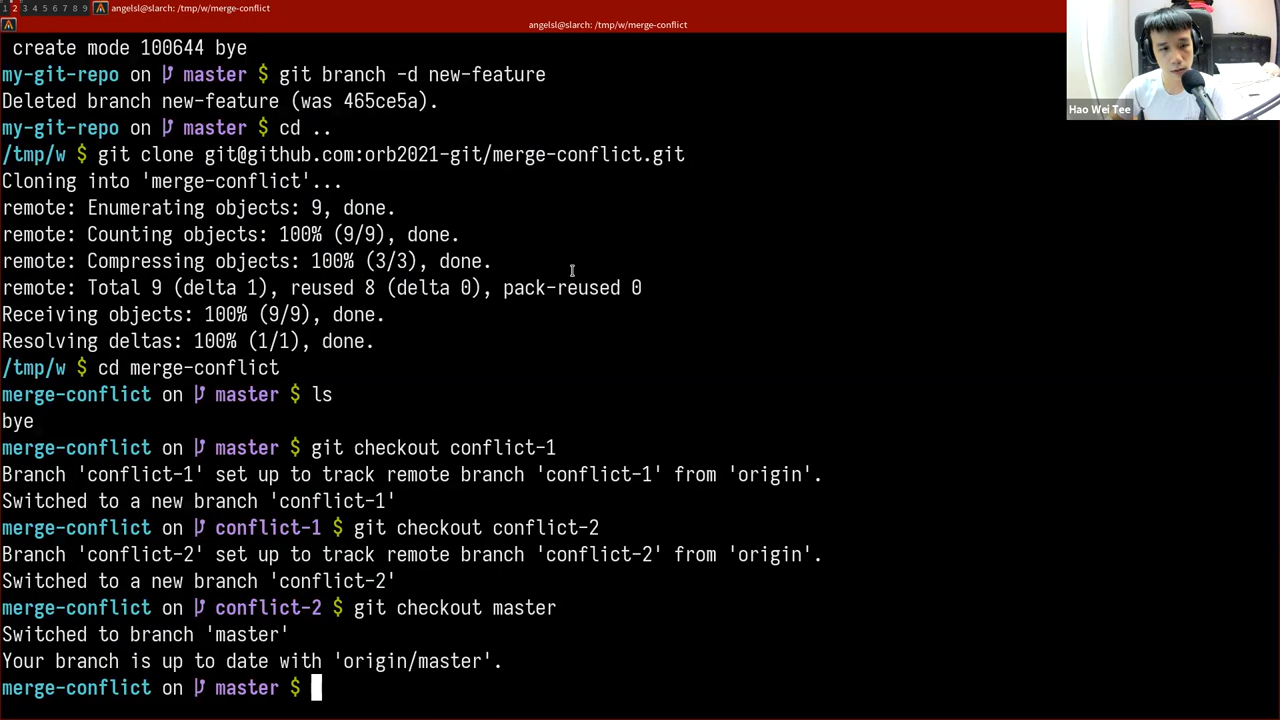 1 2 3 4 5 6 7 8 9 angelsl@slarch: /tmp/w/merge-conflict
angelsl@slarch: /tmp/w/merge-conflict
create mode 100644 bye
my-git-repo on master $ git branch -d new-feature
Deleted branch new-feature (was 465ce5a).
my-git-repo on master $ cd ..
/tmp/w $ git clone git@github.com:orb2021-git/merge-conflict.git
Cloning into 'merge-conflict'...
remote: Enumerating objects: 9, done.
remote: Counting objects: 100% (9/9), done.
remote: Compressing objects: 100% (3/3), done.
remote: Total 9 (delta 1), reused 8 (delta 0), pack-reused 0
Receiving objects: 100% (9/9), done.
Resolving deltas: 100% (1/1), done.
/tmp/w $ cd merge-conflict
merge-conflict on master $ ls
bye
merge-conflict on master $ git checkout conflict-1
Branch 'conflict-1' set up to track remote branch 'conflict-1' from 'origin'.
Switched to a new branch 'conflict-1'
merge-conflict on conflict-1 $ git checkout conflict-2
Branch 'conflict-2' set up to track remote branch 'conflict-2' from 'origin'.
Switched to a new branch 'conflict-2'
merge-conflict on conflict-2 $ git checkout master
Switched to branch 'master'
Your branch is up to date with 'origin/master'.
merge-conflict on master $
Hao Wei Tee